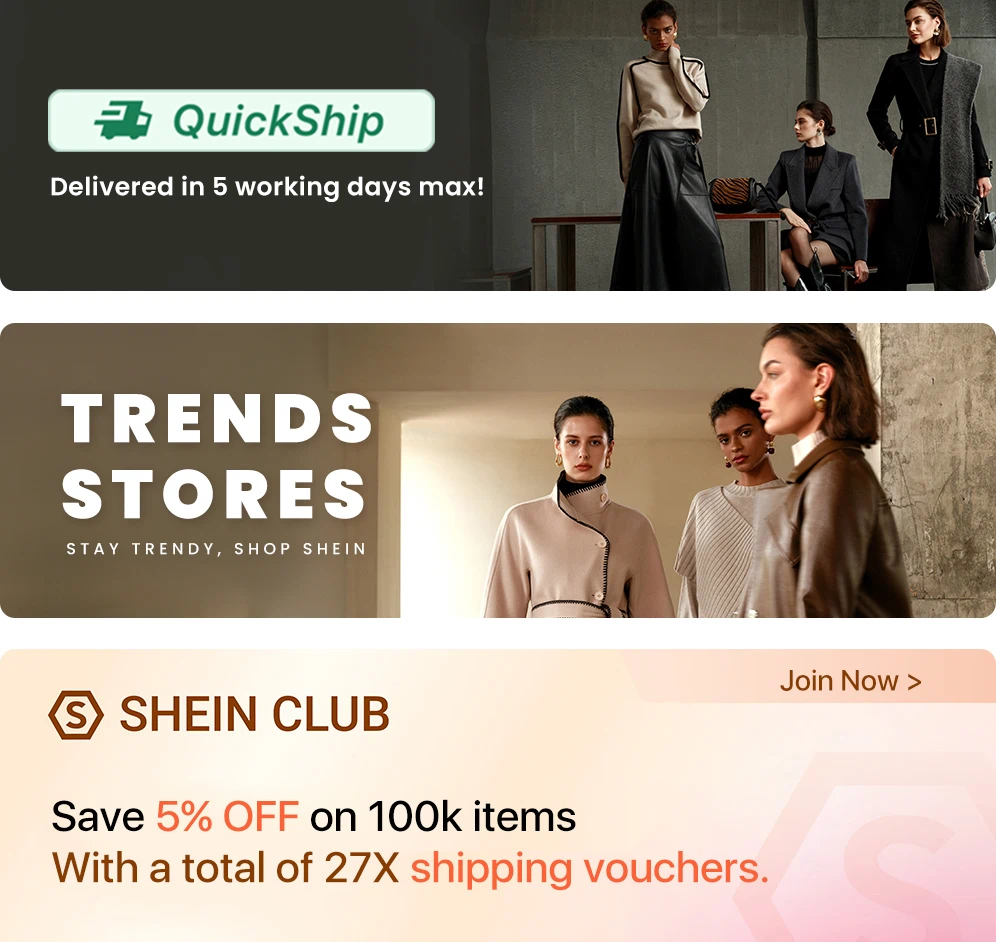 QuickShip
Delivered in 5 working days max!
TRENDS
STORES
STAY TRENDY, SHOP SHEIN
Join Now >
S SHEIN CLUB
Save 5% OFF on 100k items
With a total of 27X shipping vouchers.
S